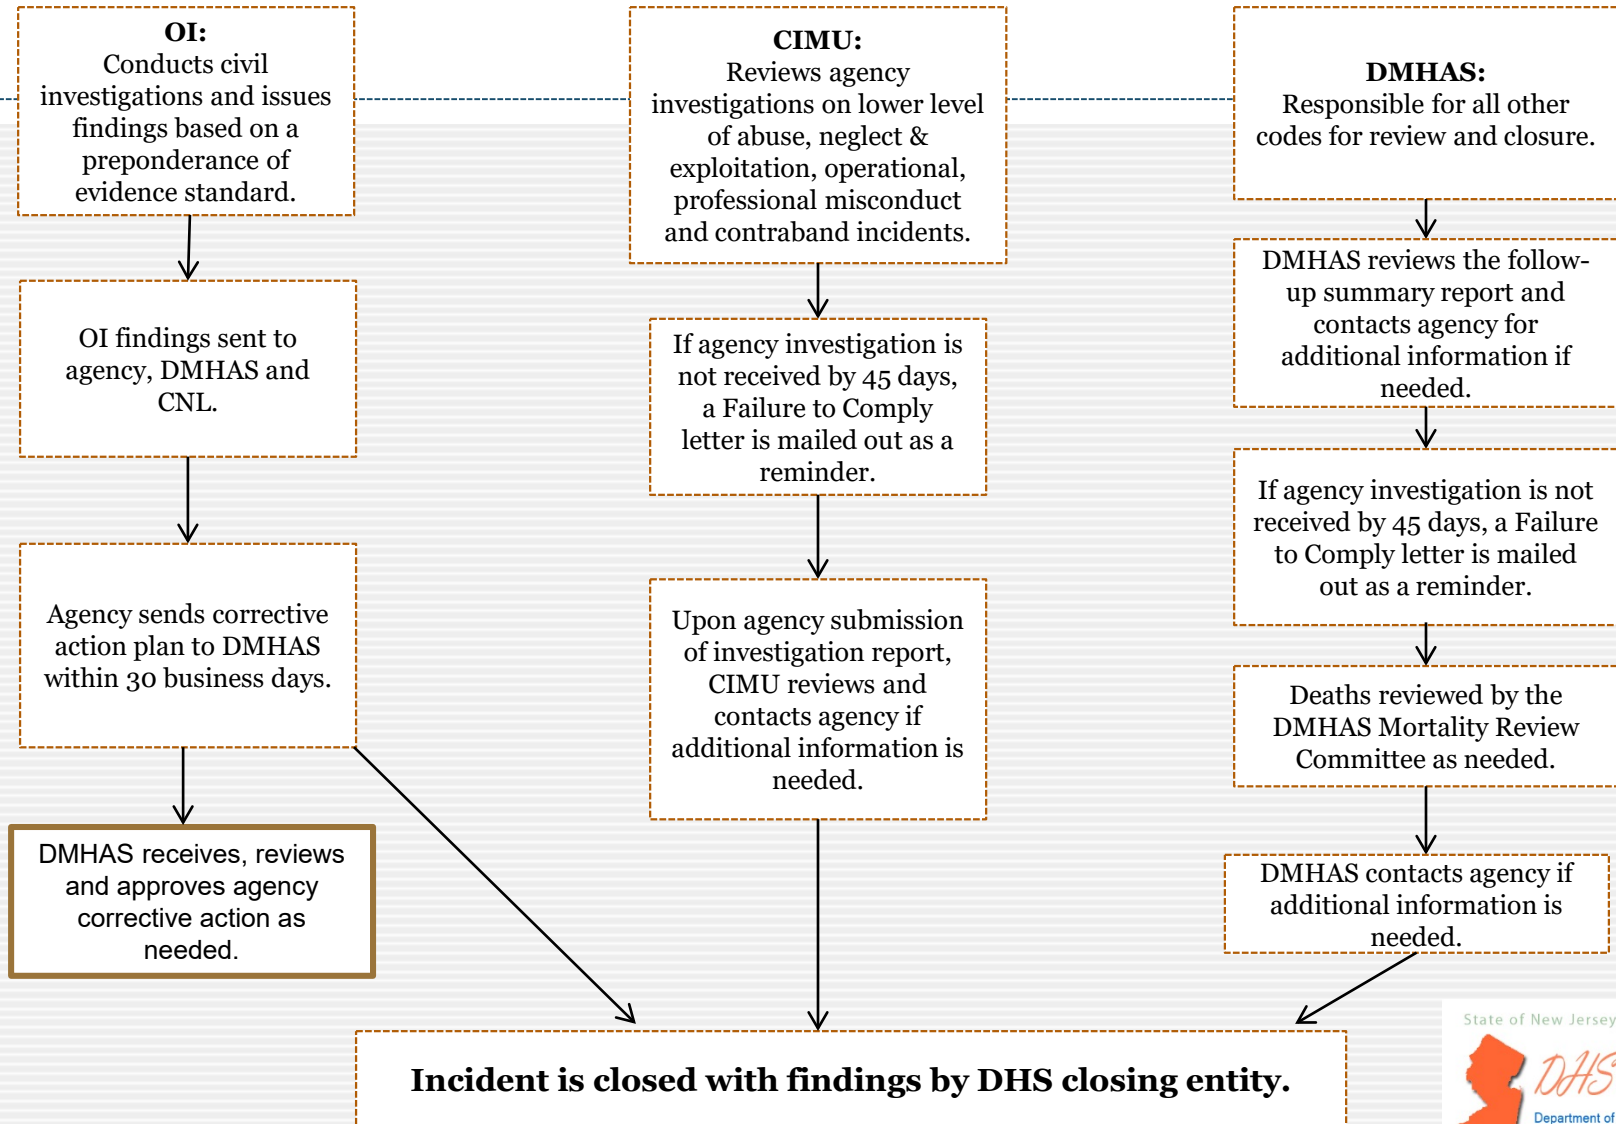 OI:
Conducts civil
investigations and issues
findings based on a
preponderance of
evidence standard.
OI findings sent to
agency, DMHAS and
CNL.
Agency sends corrective
action plan to DMHAS
within 30 business days.
DMHAS receives, reviews
and approves agency
corrective action as
needed.
CIMU:
Reviews agency
investigations on lower level
of abuse, neglect &
exploitation, operational,
professional misconduct
and contraband incidents.
If agency investigation is
not received by 45 days,
a Failure to Comply
letter is mailed out as a
reminder.
Upon agency submission
of investigation report,
CIMU reviews and
contacts agency if
additional information is
needed.
DMHAS:
Responsible for all other
codes for review and closure.
DMHAS reviews the follow-
up summary report and
contacts agency for
additional information if
needed.
If agency investigation is not
received by 45 days, a Failure
to Comply letter is mailed
out as a reminder.
Deaths reviewed by the
DMHAS Mortality Review
Committee as needed.
DMHAS contacts agency if
additional information is
needed.
Incident is closed with findings by DHS closing entity.
State of New Jersey
DHS
Department of